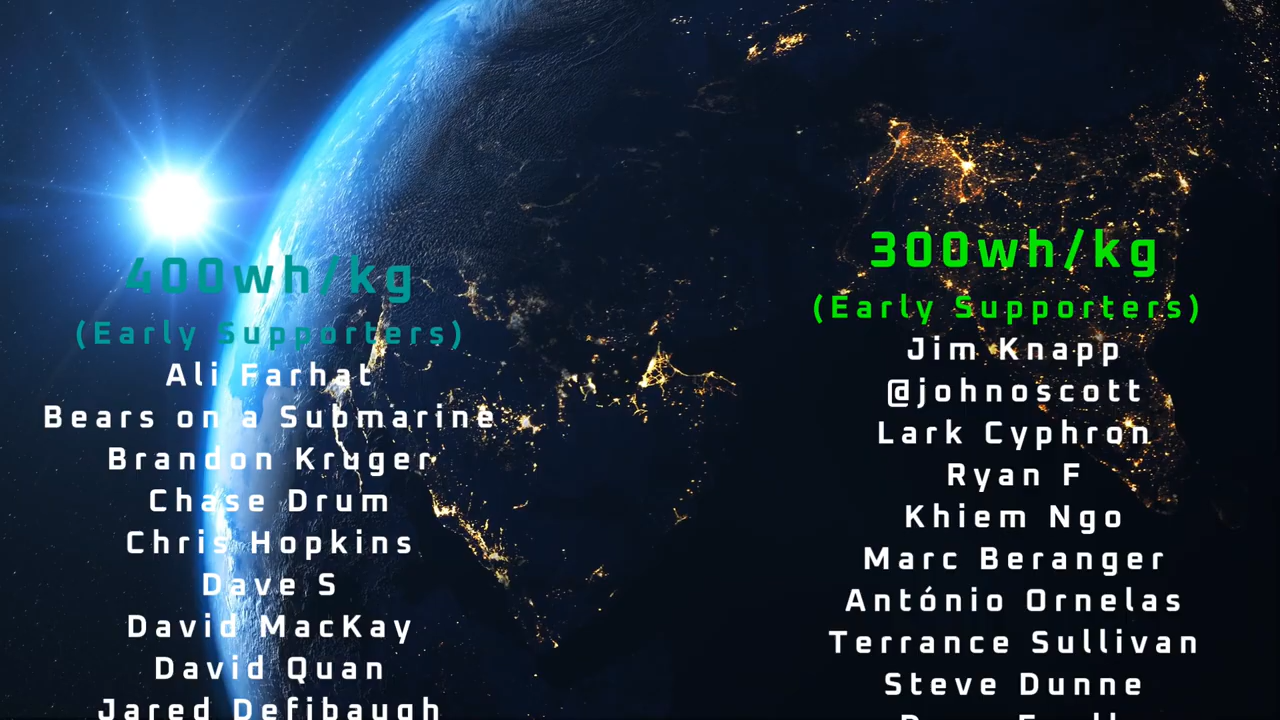 400wh/kg
(Early Supporters)
Ali Farhat
Bears on a Submarine
Brandon Kruger
Chase Drum
Chris Hopkins
Dave S
David MacKay
David Quan
Jared Defibaugh
300wh/kg
(Early Supporters)
Jim Knapp
@johnoscott
Lark Cyphron
Ryan F
Khiem Ngo
Marc Beranger
António Ornelas
Terrance Sullivan
Steve Dunne